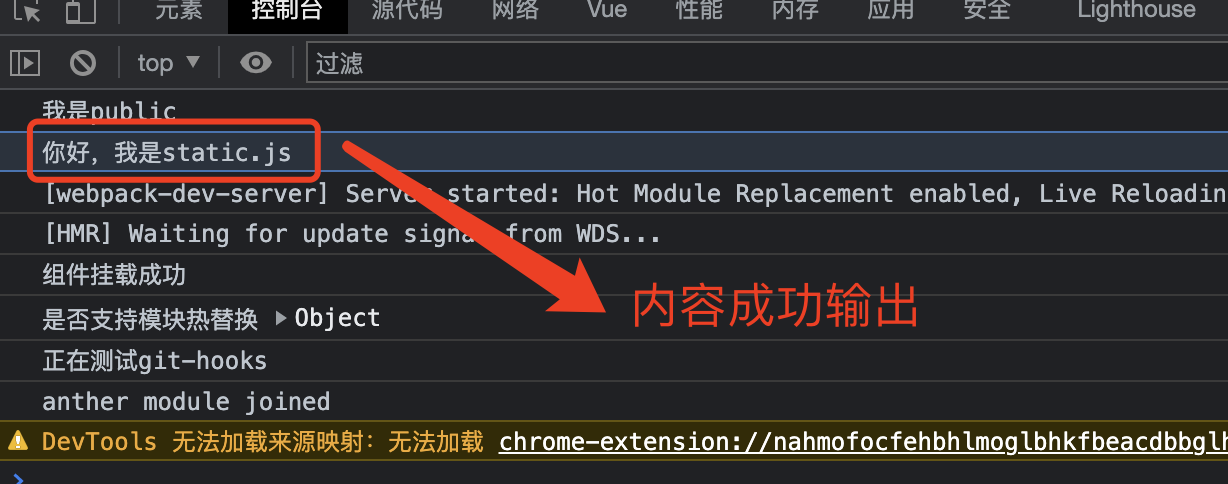 元素 控制台 源代码 网络 Vue 性能 内存 应用 安全 Lighthouse
top 过滤
我是public
你好，我是static.js
[webpack-dev-server] Server started: Hot Module Replacement enabled, Live Reloadin
[HMR] Waiting for update signal from WDS...
组件挂载成功
内容成功输出
是否支持模块热替换 Object
正在测试git-hooks
anther module joined
DevTools 无法加载来源映射：无法加载 chrome-extension://nahmofocfehbhlmoglbhkfbeacdbbglh